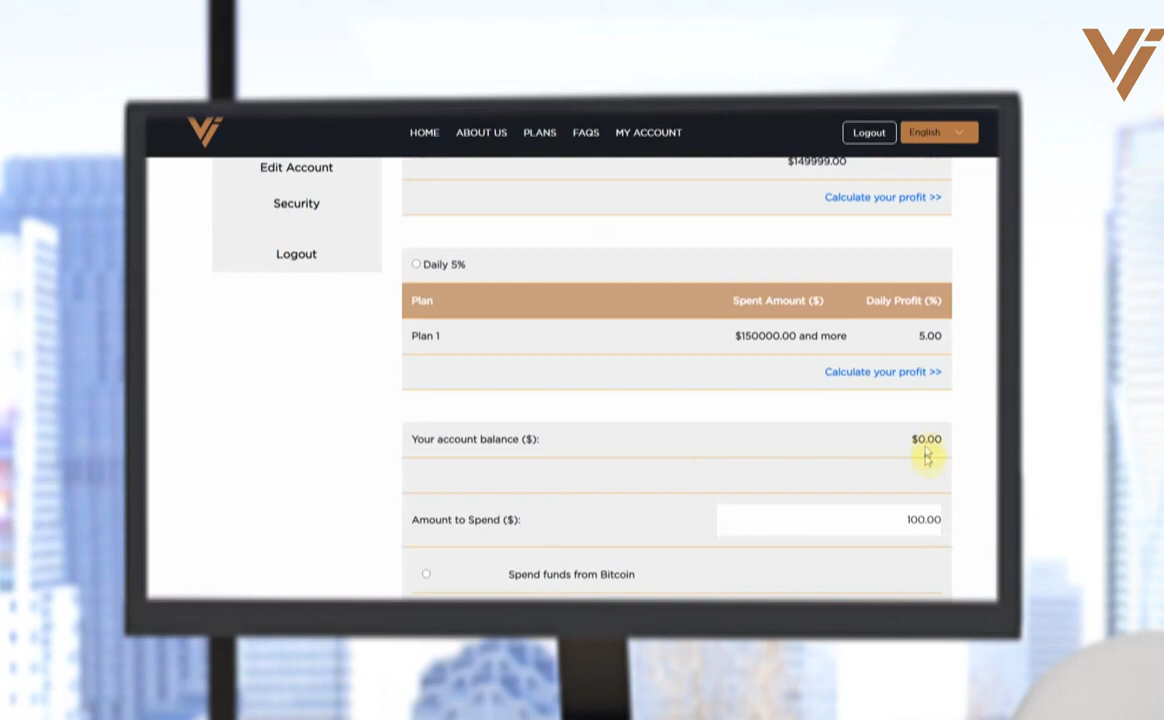 HOME ABOUT US PLANS FAQS MY ACCOUNT Logout English
Edit Account
Security
Logout
$149999.00
Calculate your profit >>
Daily 5%
Plan Spent Amount ($) Daily Profit (%)
Plan 1 $150000.00 and more 5.00
Calculate your profit >>
Your account balance ($): $0.00
Amount to Spend ($): 100.00
Spend funds from Bitcoin